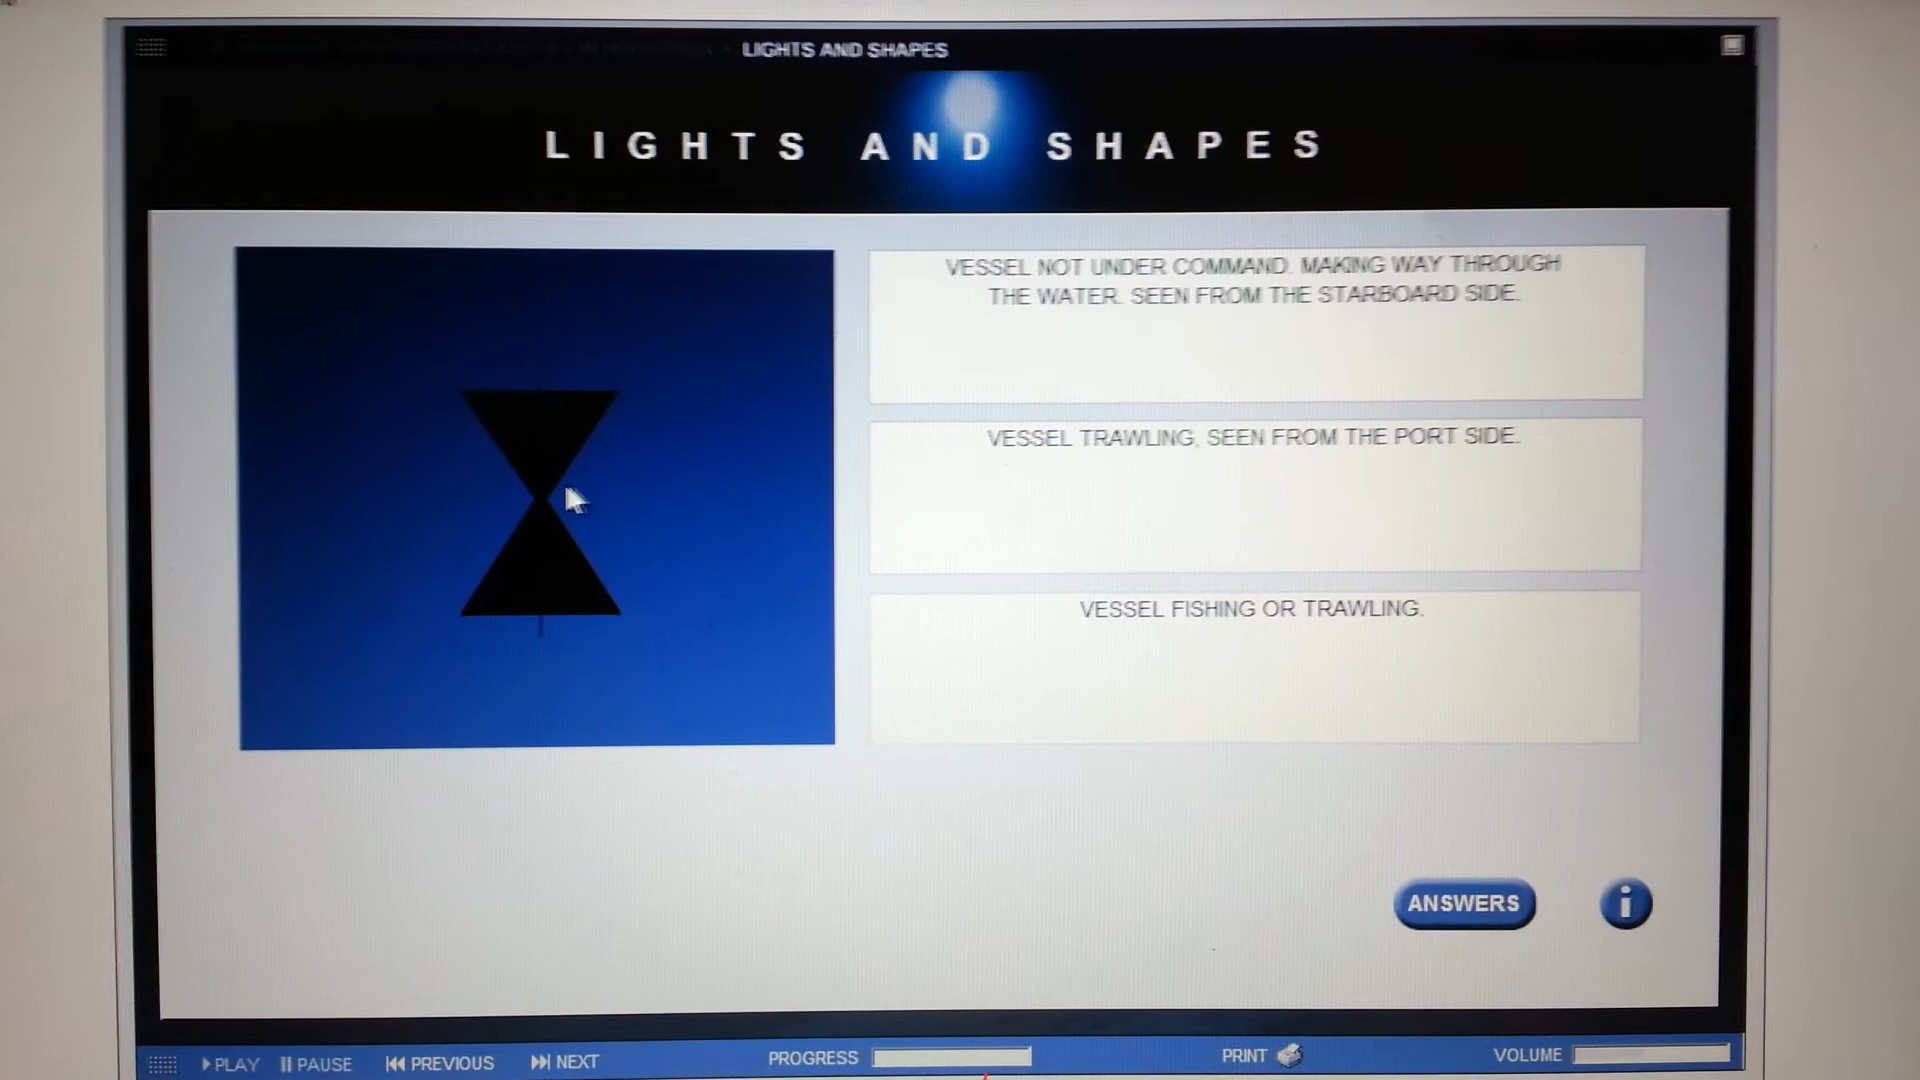 LIGHTS AND SHAPES
LIGHTS AND SHAPES
VESSEL NOT UNDER COMMAND. MAKING WAY THROUGH
THE WATER. SEEN FROM THE STARBOARD SIDE.
VESSEL TRAWLING, SEEN FROM THE PORT SIDE.
VESSEL FISHING OR TRAWLING.
ANSWERS
i
PLAY
PAUSE
PREVIOUS
NEXT
PROGRESS
PRINT
VOLUME